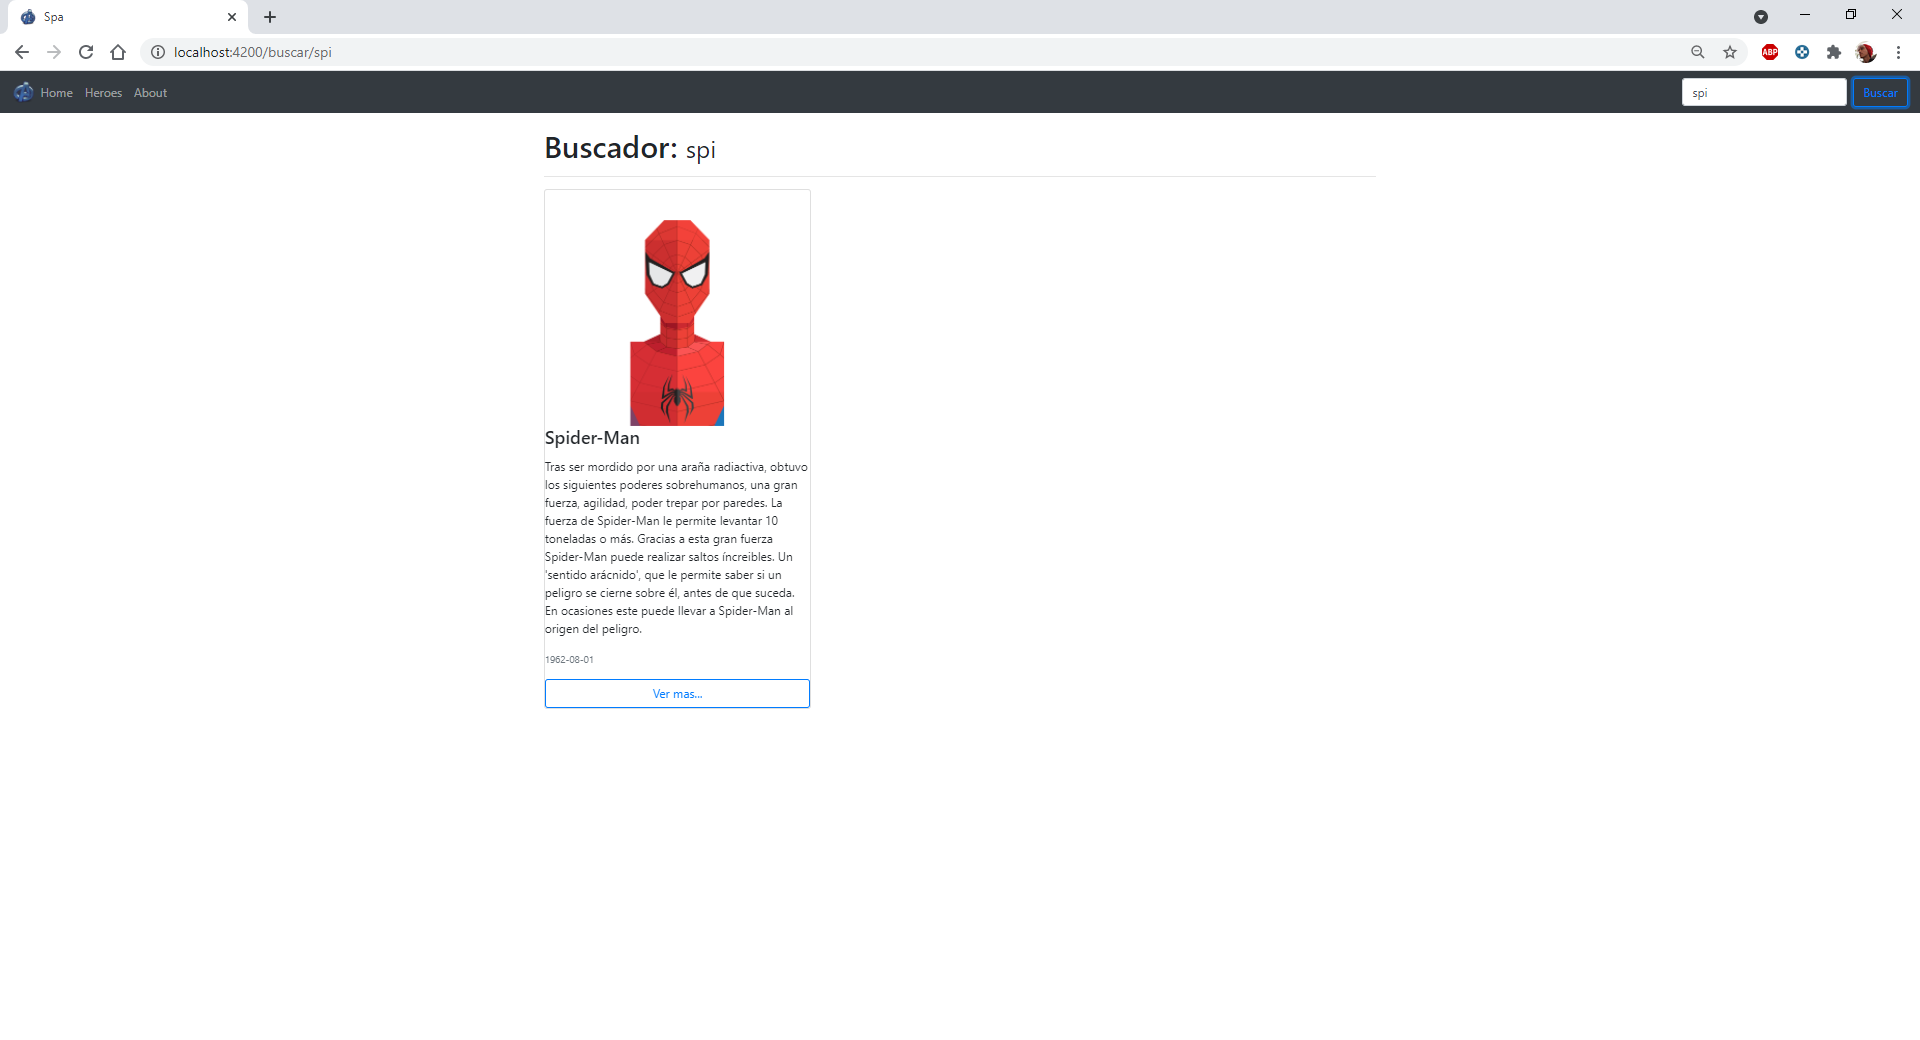 Spa
localhost:4200/buscar/spi
ABP
Home Heroes About
spi
Buscar
Buscador: spi
Spider-Man
Tras ser mordido por una araña radiactiva, obtuvo
los siguientes poderes sobrehumanos, una gran
fuerza, agilidad, poder trepar por paredes. La
fuerza de Spider-Man le permite levantar 10
toneladas o más. Gracias a esta gran fuerza
Spider-Man puede realizar saltos íncreibles. Un
'sentido arácnido', que le permite saber si un
peligro se cierne sobre él, antes de que suceda.
En ocasiones este puede llevar a Spider-Man al
origen del peligro.
1962-08-01
Ver mas...